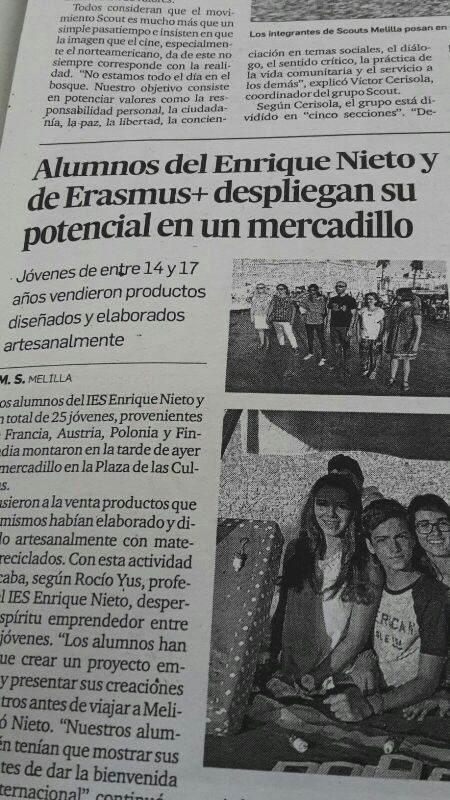 Todos consideran que el movi-
miento Scout es mucho más que un
simple pasatiempo e insisten en que
la imagen que el cine, especialmen-
te el norteamericano, da de este no
siempre corresponde con la reali-
dad. "No estamos todo el día en el
bosque. Nuestro objetivo consiste
en potenciar valores como la res-
ponsabilidad personal, la ciudada-
nía, la paz, la libertad, la concien-
Los integrantes de Scouts Melilla posan en
ciación en temas sociales, el diálo-
go, el sentido crítico, la práctica de
la vida comunitaria y el servicio a
los demás", explicó Víctor Cerisola,
coordinador del grupo Scout.
Según Cerisola, el grupo está di-
vidido en "cinco secciones". "De-
Alumnos del Enrique Nieto y
de Erasmus+ despliegan su
potencial en un mercadillo
Jóvenes de entre 14 y 17
años vendieron productos
diseñados y elaborados
artesanalmente
M. S. MELILLA
os alumnos del IES Enrique Nieto y
n total de 25 jóvenes, provenientes
Francia, Austria, Polonia y Fin-
dia montaron en la tarde de ayer
mercadillo en la Plaza de las Cul-
s.
usieron a la venta productos que
mismos habían elaborado y di-
do artesanalmente con mate-
reciclados. Con esta actividad
caba, según Rocío Yus, profe-
l IES Enrique Nieto, desper-
spíritu emprendedor entre
jóvenes. "Los alumnos han
ue crear un proyecto em-
y presentar sus creaciones
tros antes de viajar a Meli-
ó Nieto. "Nuestros alum-
én tenían que mostrar sus
tes de dar la bienvenida
ternacional", continuó